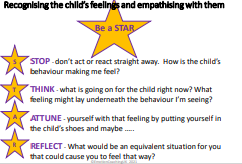 Recognising the child's feelings and empathising with them
Be a STAR
S
STOP - don't act or react straight away. How is the child's
behaviour making me feel?
T
THINK - what is going on for the child right now? What
feeling might lay underneath the behaviour I'm seeing?
A
ATTUNE - yourself with that feeling by putting yourself in
the child's shoes and maybe .....
R
REFLECT - What would be an equivalent situation for you
that could cause you to feel that way?